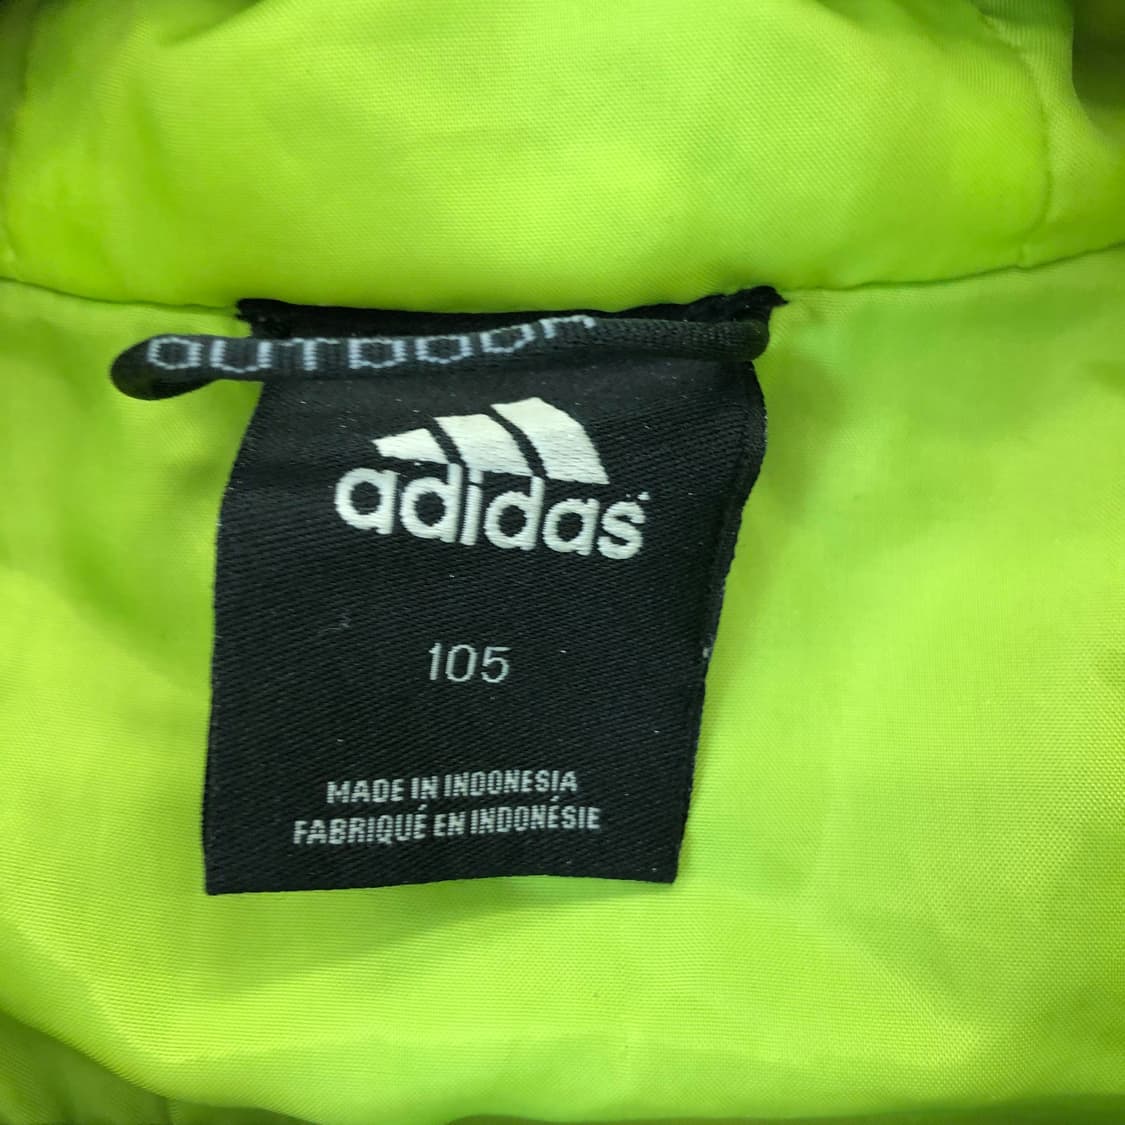 OUTDOOR
adidas
105
MADE IN INDONESIA
FABRIQUÉ EN INDONÉSIE